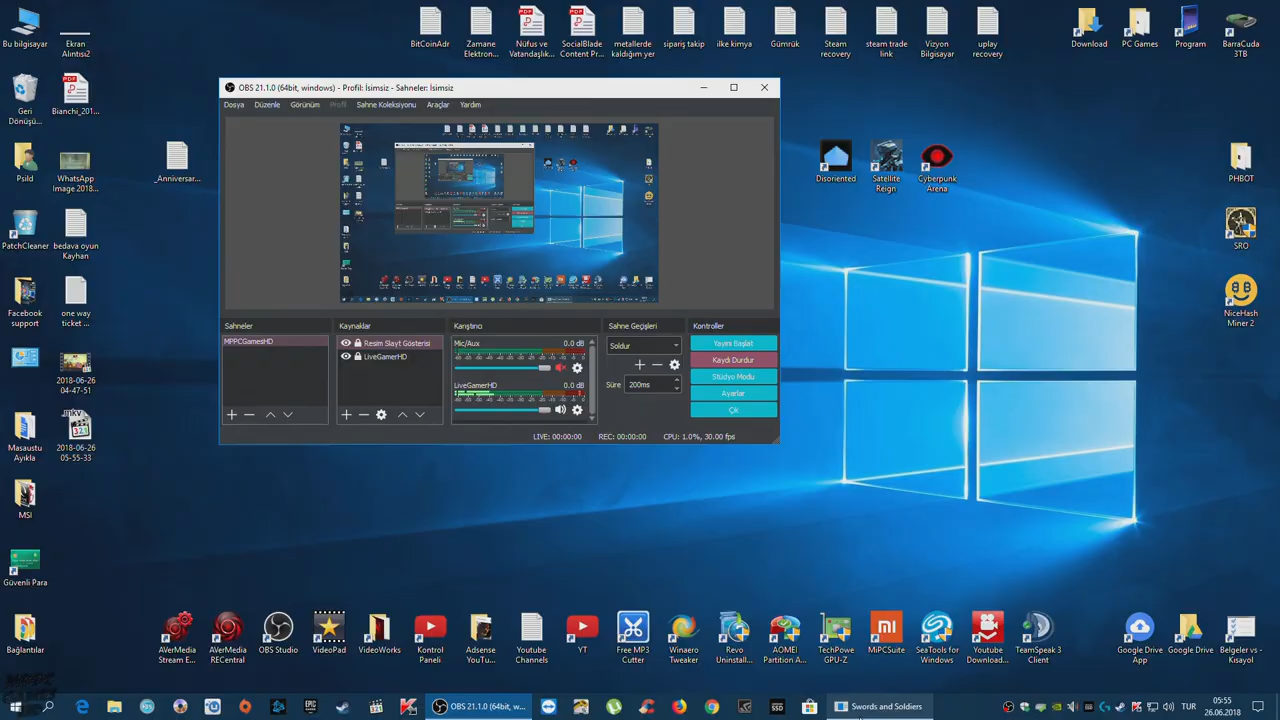 Bu bilgisayar
Ekran
Alıntısı2
BitCoinAdr
Zamane
Elektron...
Nüfus ve
Vatandaşlık...
SocialBlade
Content Pr...
metallerde
kaldığım yer
sipariş takip
ilke kimya
Gümrük
Steam
recovery
steam trade
link
Vizyon
Bilgisayar
uplay
recovery
Download
PC Games
Program
BarraCuda
3TB
Geri
Dönüşü...
Bianchi_201...
Psild
WhatsApp
Image 2018...
_Anniversar...
Disoriented
Satellite
Reign
Cyberpunk
Arena
PHBOT
PatchCleaner
bedava oyun
Kayhan
SRO
Facebook
support
one way
ticket ...
NiceHash
Miner 2
2018-06-26
04-47-51
Masaustu
Ayıkla
2018-06-26
05-55-33
MSI
Güvenli Para
OBS 21.1.0 (64bit, windows) - Profil: İsimsiz - Sahneler: İsimsiz
Dosya Düzenle Görünüm Profil Sahne Koleksiyonu Araçlar Yardım
Sahneler
MPPCGamesHD
Kaynaklar
Resim Slayt Gösterisi
LiveGamerHD
Karıştırıcı
Mic/Aux 0.0 dB
LiveGamerHD 0.0 dB
Sahne Geçişleri
Soldur
Süre 200ms
Kontroller
Yayını Başlat
Kaydı Durdur
Stüdyo Modu
Ayarlar
Çık
LIVE: 00:00:00 REC: 00:00:00 CPU: 1.0%, 30.00 fps
Bağlantılar
AVerMedia
Stream E...
AVerMedia
RECentral
OBS Studio
VideoPad
VideoWorks
Kontrol
Paneli
Adsense
YouTu...
Youtube
Channels
YT
Free MP3
Cutter
Winaero
Tweaker
Revo
Uninstall...
AOMEI
Partition A...
TechPowe
GPU-Z
MiPCSuite
SeaTools for
Windows
Youtube
Download...
TeamSpeak 3
Client
Google Drive
App
Google Drive
Belgeler vs -
Kısayol
OBS 21.1.0 (64bit, w...
Swords and Soldiers
TUR
05:55
26.06.2018